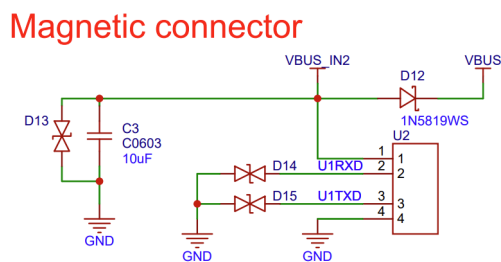 Magnetic connector
VBUS_IN2
VBUS
D12
1N5819WS
D13
C3
C0603
10uF
U2
1
1
D14
U1RXD
2
2
D15
U1TXD
3
3
4
4
GND
GND
GND